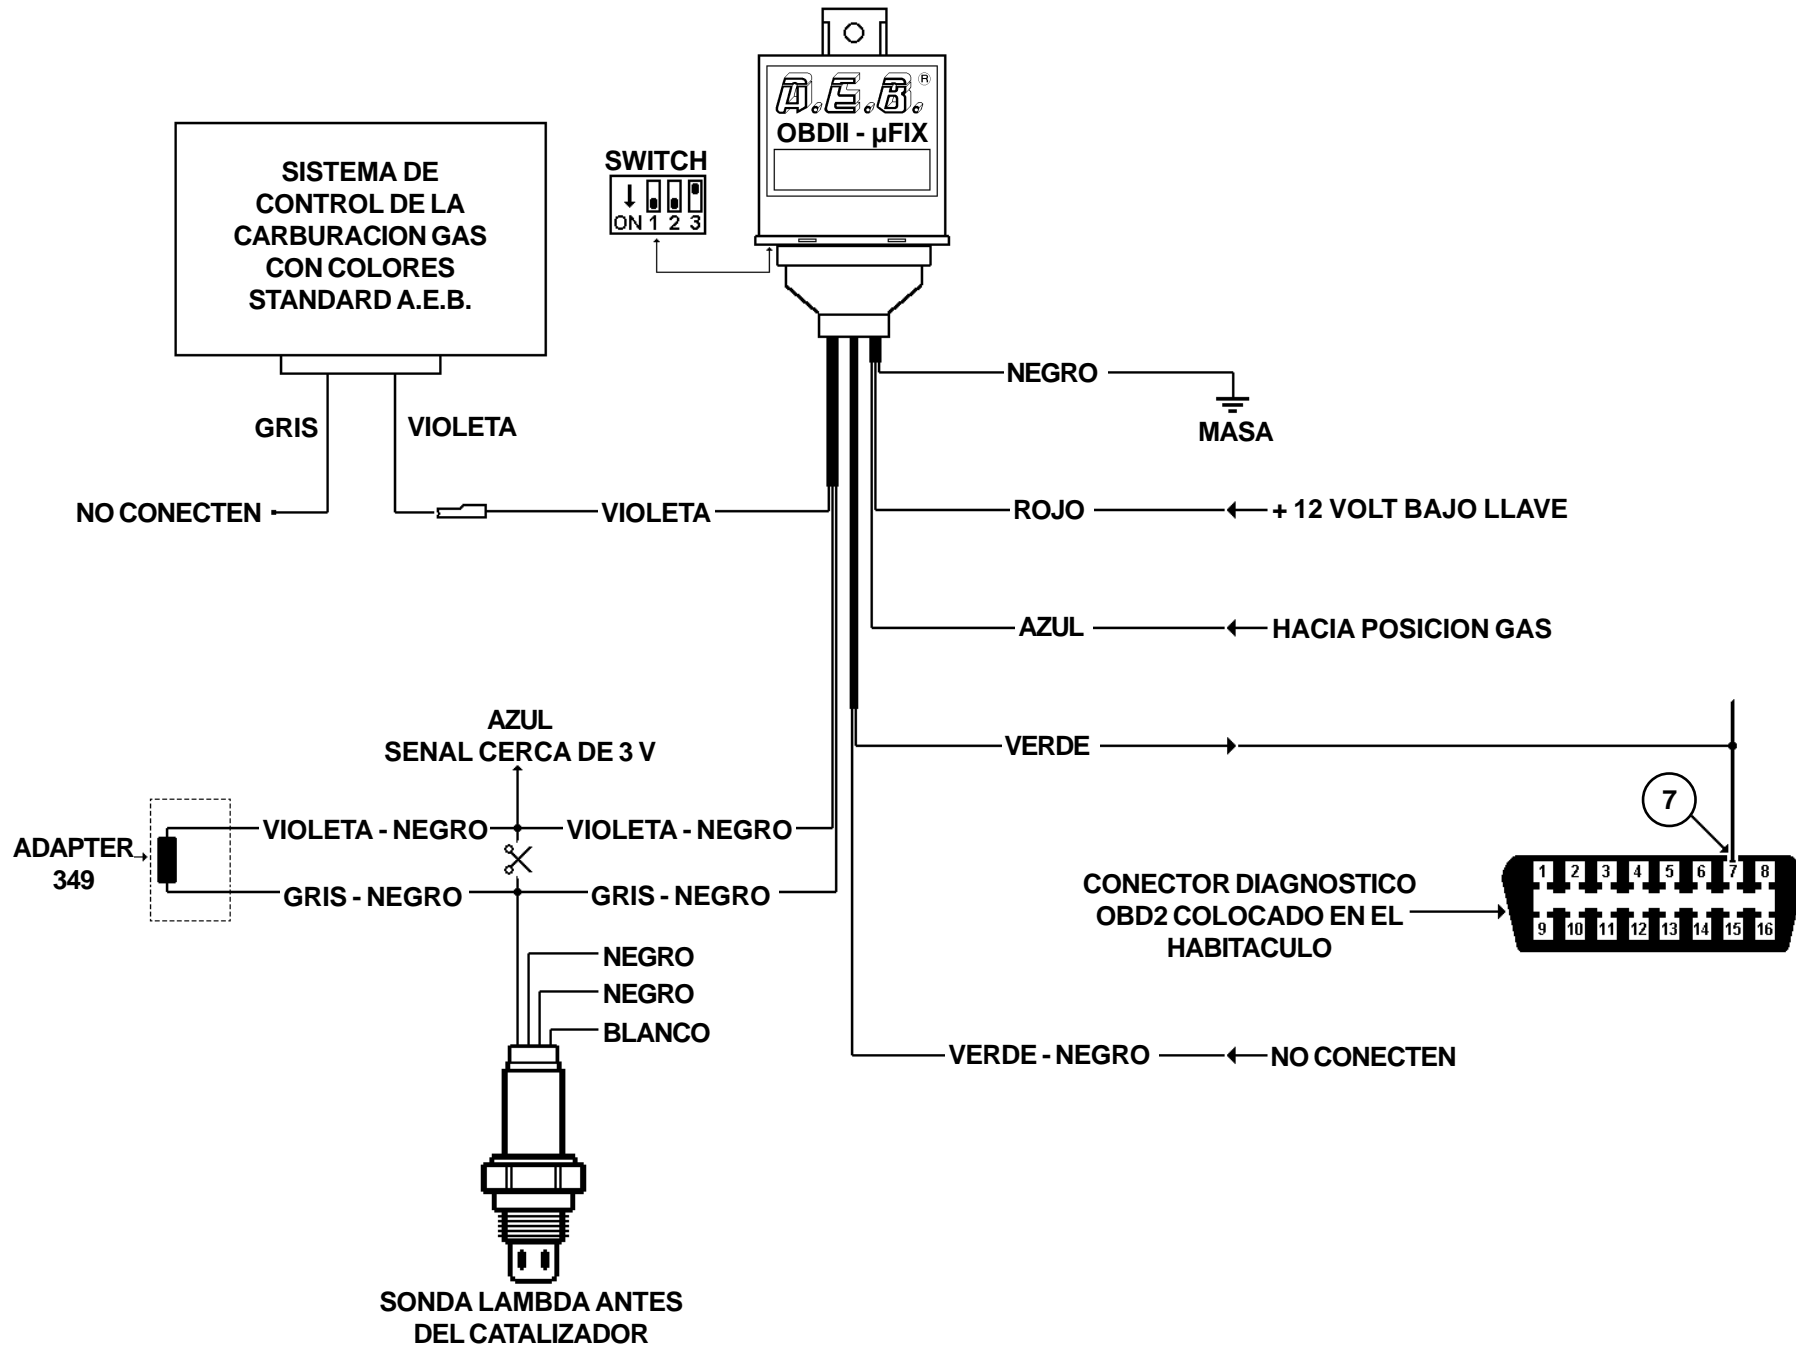 A.E.B.®
OBDII - µFIX
SWITCH
ON 1 2 3
SISTEMA DE
CONTROL DE LA
CARBURACION GAS
CON COLORES
STANDARD A.E.B.
GRIS
VIOLETA
NO CONECTEN
VIOLETA
NEGRO
MASA
ROJO
+ 12 VOLT BAJO LLAVE
AZUL
HACIA POSICION GAS
VERDE
7
AZUL
SENAL CERCA DE 3 V
VIOLETA - NEGRO
VIOLETA - NEGRO
ADAPTER
349
GRIS - NEGRO
GRIS - NEGRO
NEGRO
NEGRO
BLANCO
CONECTOR DIAGNOSTICO
OBD2 COLOCADO EN EL
HABITACULO
1 2 3 4 5 6 7 8
9 10 11 12 13 14 15 16
VERDE - NEGRO
NO CONECTEN
SONDA LAMBDA ANTES
DEL CATALIZADOR